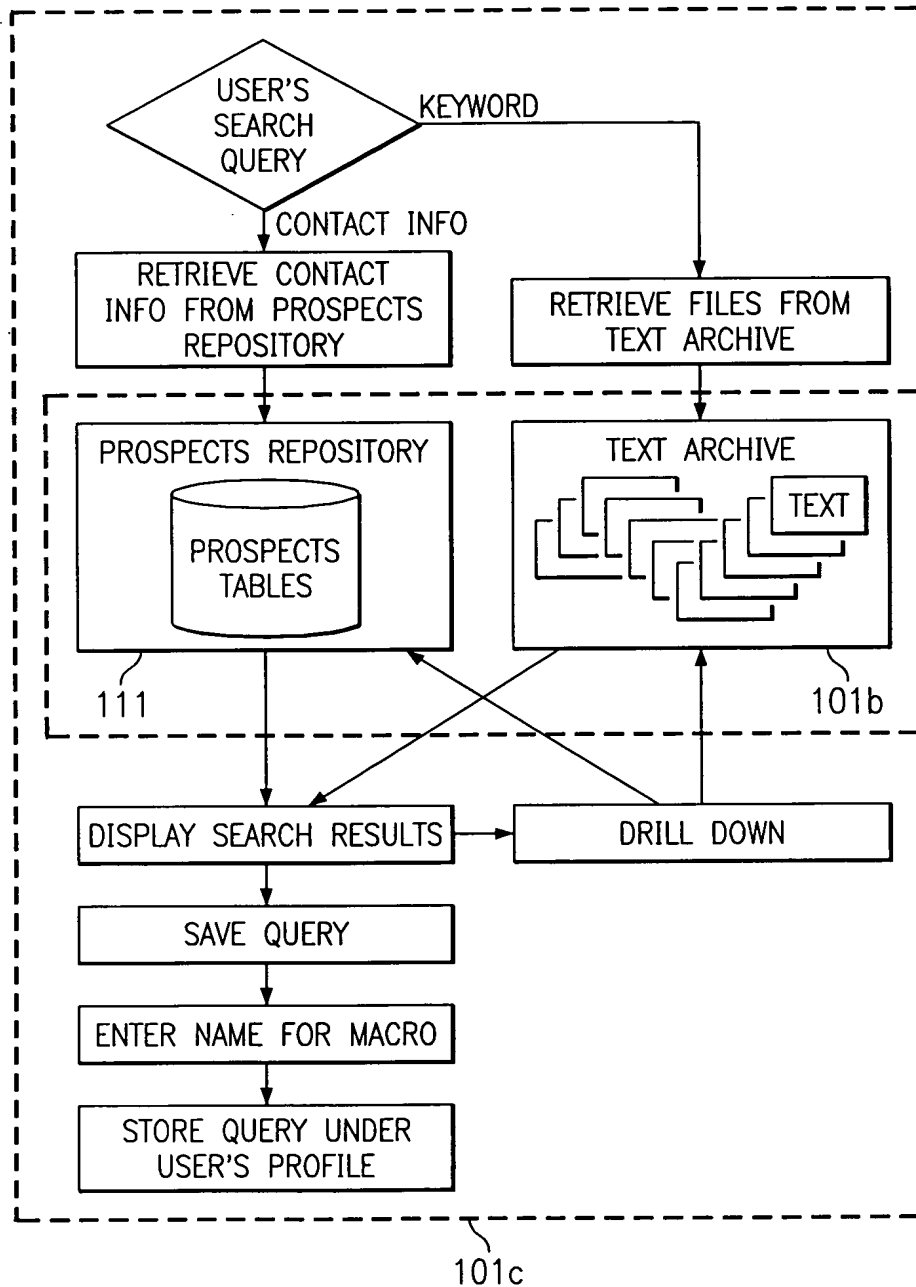 USER'S
SEARCH
QUERY
KEYWORD
CONTACT INFO
RETRIEVE CONTACT
INFO FROM PROSPECTS
REPOSITORY
RETRIEVE FILES FROM
TEXT ARCHIVE
PROSPECTS REPOSITORY
PROSPECTS
TABLES
TEXT ARCHIVE
TEXT
111
101b
DISPLAY SEARCH RESULTS
DRILL DOWN
SAVE QUERY
ENTER NAME FOR MACRO
STORE QUERY UNDER
USER'S PROFILE
101c